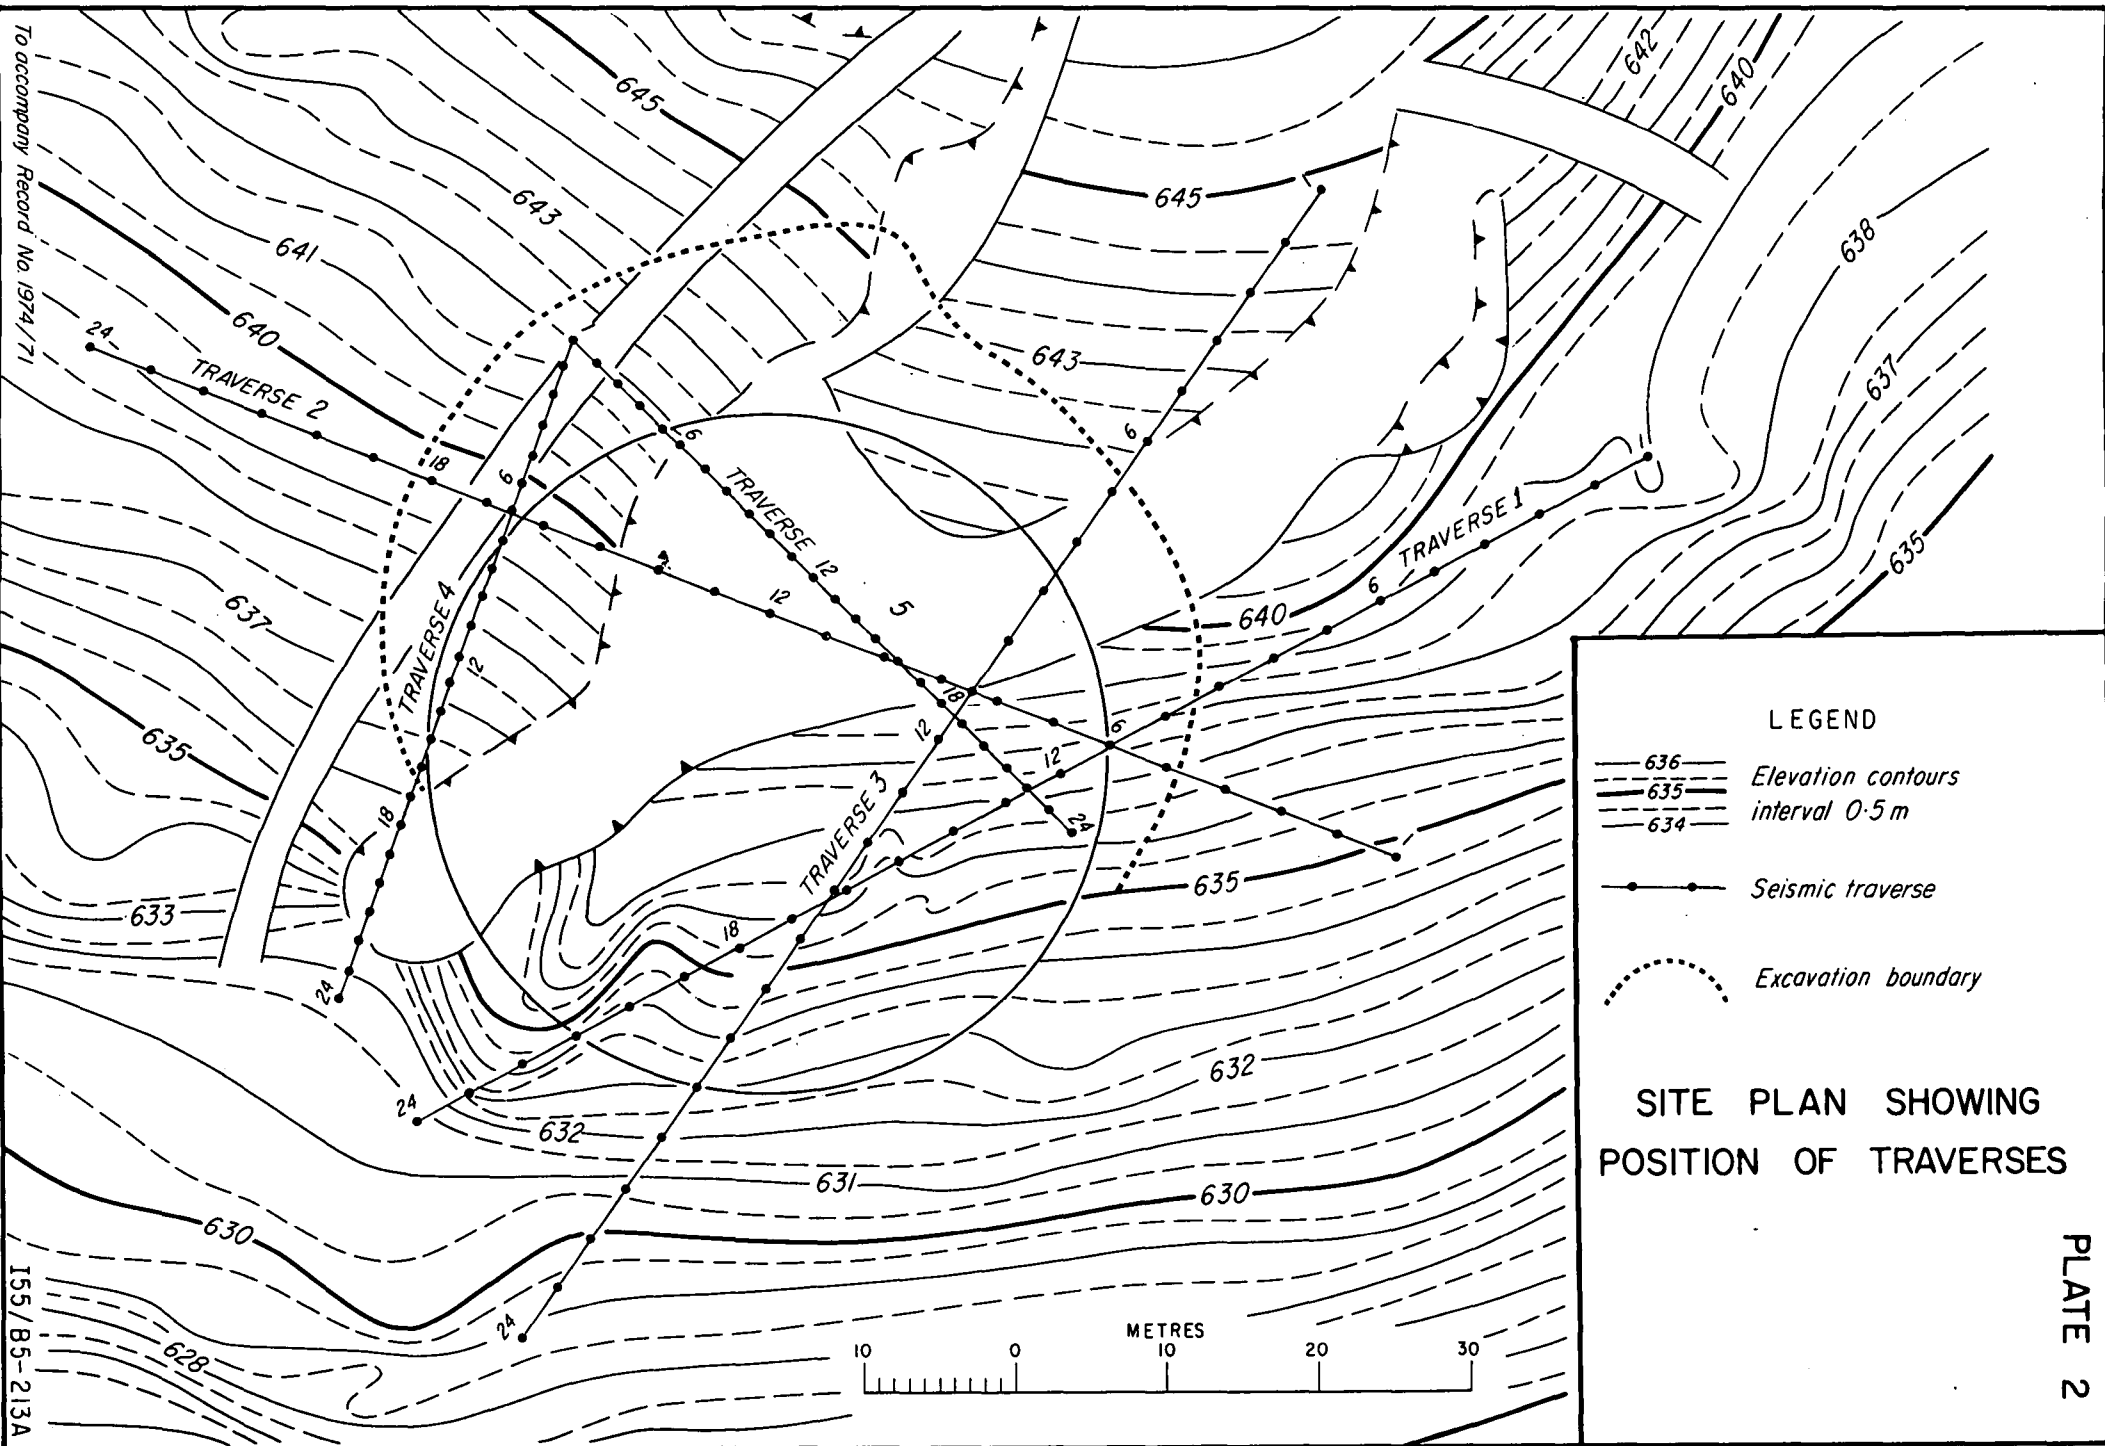 To accompany Record No. 1974/71
645
642
640
643
645
638
641
640
24
TRAVERSE 2
643
637
6
6
18
6
TRAVERSE
TRAVERSE 1
635
4
12
12
5
6
637
TRAVERSE 4
12
640
18
635
12
6
12
18
24
TRAVERSE 3
635
633
18
24
632
24
632
631
630
630
24
628
METRES
10 0 10 20 30
LEGEND
636
635
634
Elevation contours
interval 0·5 m
Seismic traverse
Excavation boundary
SITE PLAN SHOWING
POSITION OF TRAVERSES
PLATE 2
I55/B5-213A